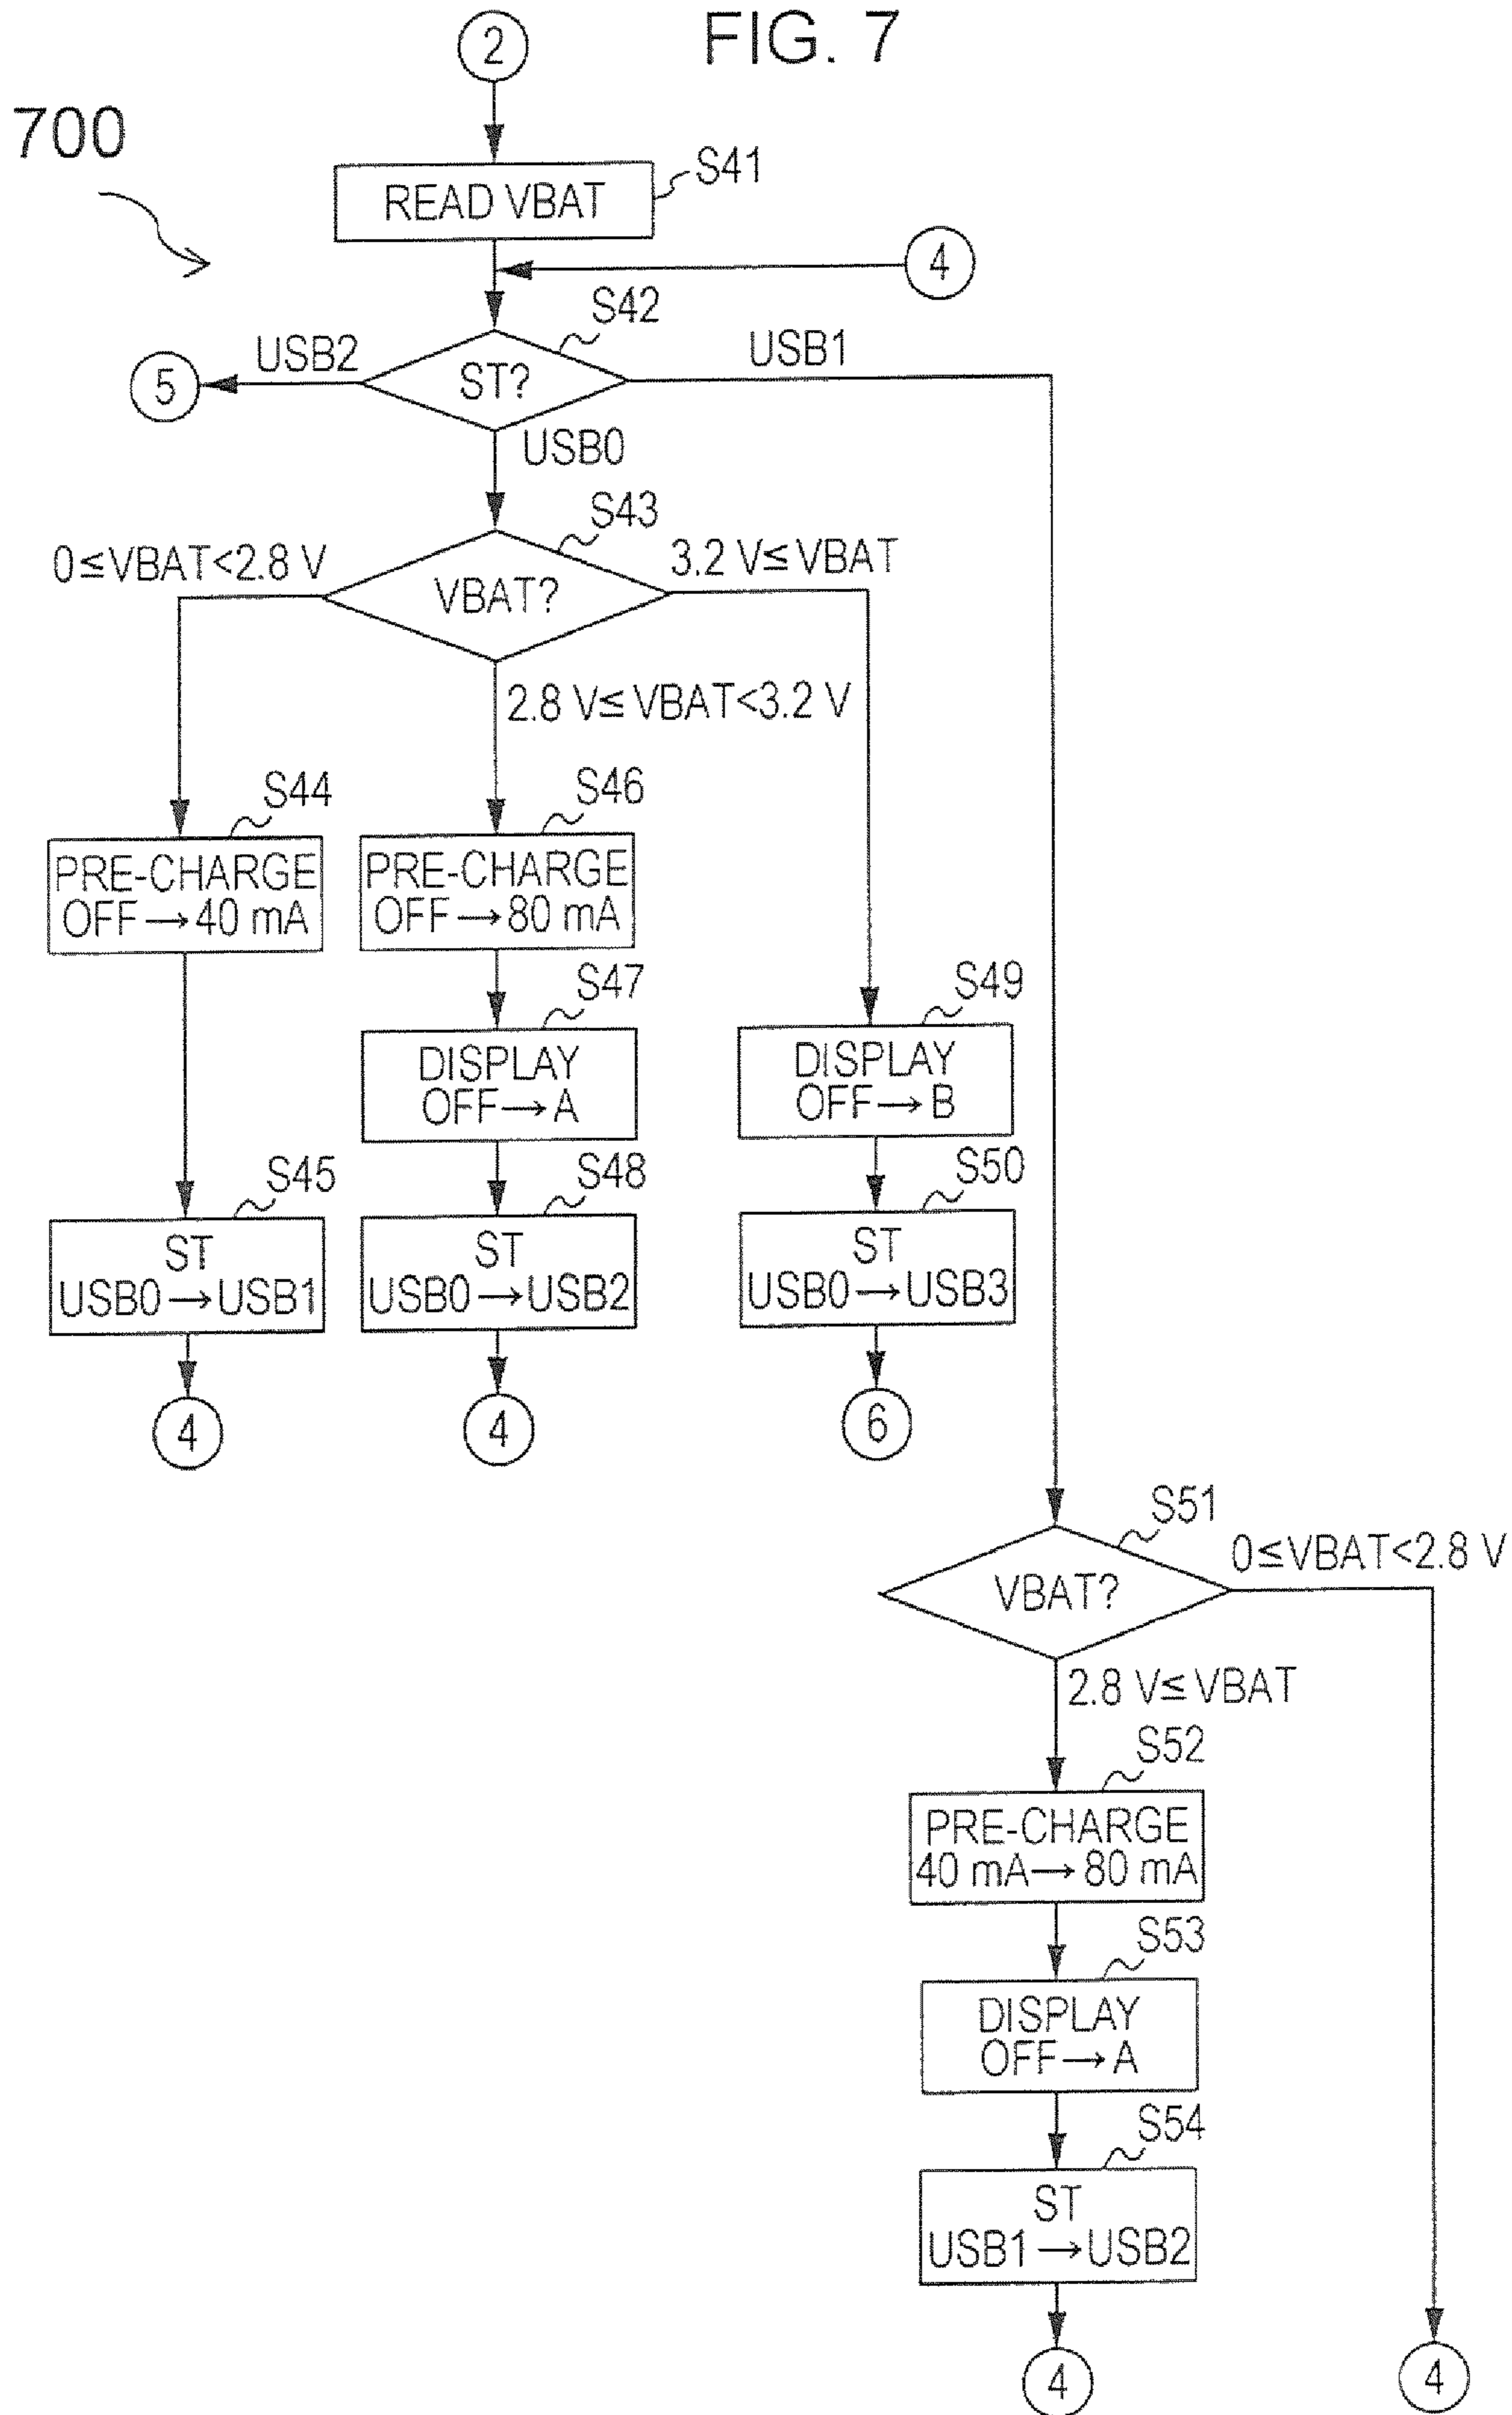 FIG. 7
2
700
S41
READ VBAT
4
S42
USB2
USB1
5
ST?
USB0
S43
0≤VBAT<2.8 V
3.2 V≤VBAT
VBAT?
2.8 V≤ VBAT<3.2 V
S44
S46
PRE-CHARGE
OFF→40 mA
PRE-CHARGE
OFF→80 mA
S47
S49
DISPLAY
OFF→A
DISPLAY
OFF→B
S45
S48
S50
ST
USB0→USB1
ST
USB0→USB2
ST
USB0→USB3
4
4
6
S51
0≤VBAT<2.8 V
VBAT?
2.8 V≤ VBAT
S52
PRE-CHARGE
40 mA→80 mA
S53
DISPLAY
OFF→A
S54
ST
USB1→USB2
4
4